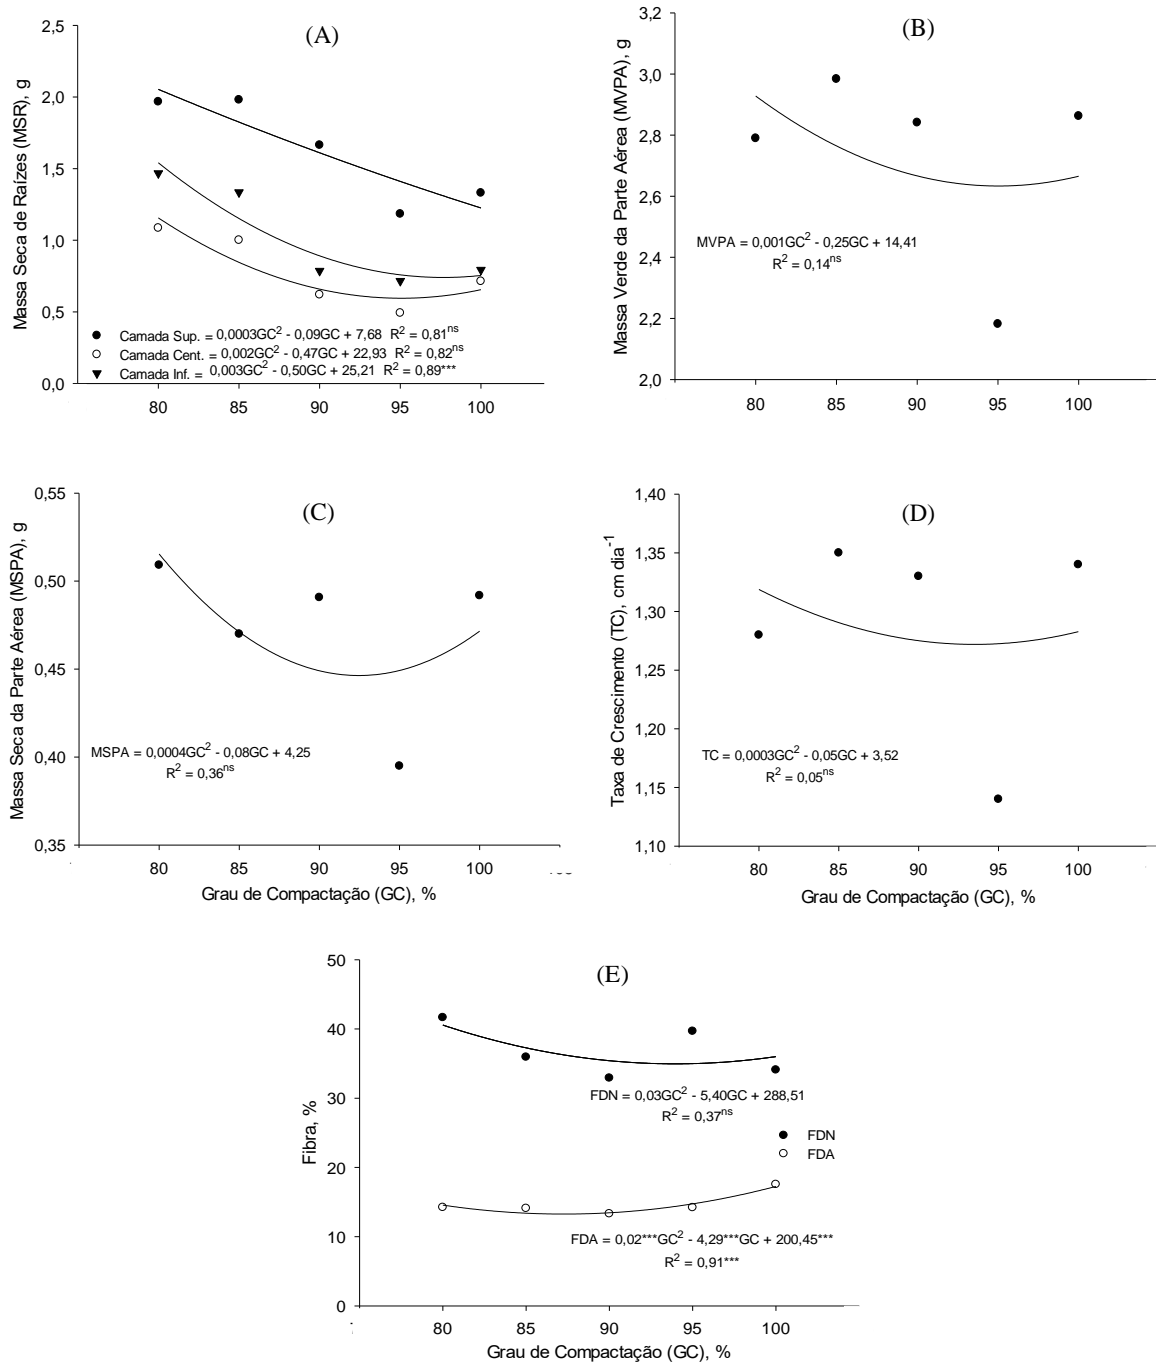 (A)
Massa Seca de Raízes (MSR), g
2,5
2,0
1,5
1,0
0,5
0,0
Camada Sup. = 0,0003GC² - 0,09GC + 7,68 R² = 0,81ⁿˢ
Camada Cent. = 0,002GC² - 0,47GC + 22,93 R² = 0,82ⁿˢ
Camada Inf. = 0,003GC² - 0,50GC + 25,21 R² = 0,89***
80 85 90 95 100
(B)
Massa Verde da Parte Aérea (MVPA), g
3,0
2,8
2,6
2,4
2,2
2,0
MVPA = 0,001GC² - 0,25GC + 14,41
R² = 0,14ⁿˢ
80 85 90 95 100
(C)
Massa Seca da Parte Aérea (MSPA), g
0,55
0,50
0,45
0,40
0,35
MSPA = 0,0004GC² - 0,08GC + 4,25
R² = 0,36ⁿˢ
80 85 90 95 100
Grau de Compactação (GC), %
(D)
Taxa de Crescimento (TC), cm dia⁻¹
1,40
1,35
1,30
1,25
1,20
1,15
1,10
TC = 0,0003GC² - 0,05GC + 3,52
R² = 0,05ⁿˢ
80 85 90 95 100
Grau de Compactação (GC), %
(E)
Fibra, %
50
40
30
20
10
0
FDN = 0,03GC² - 5,40GC + 288,51
R² = 0,37ⁿˢ
FDN
FDA
FDA = 0,02***GC² - 4,29***GC + 200,45***
R² = 0,91***
80 85 90 95 100
Grau de Compactação (GC), %